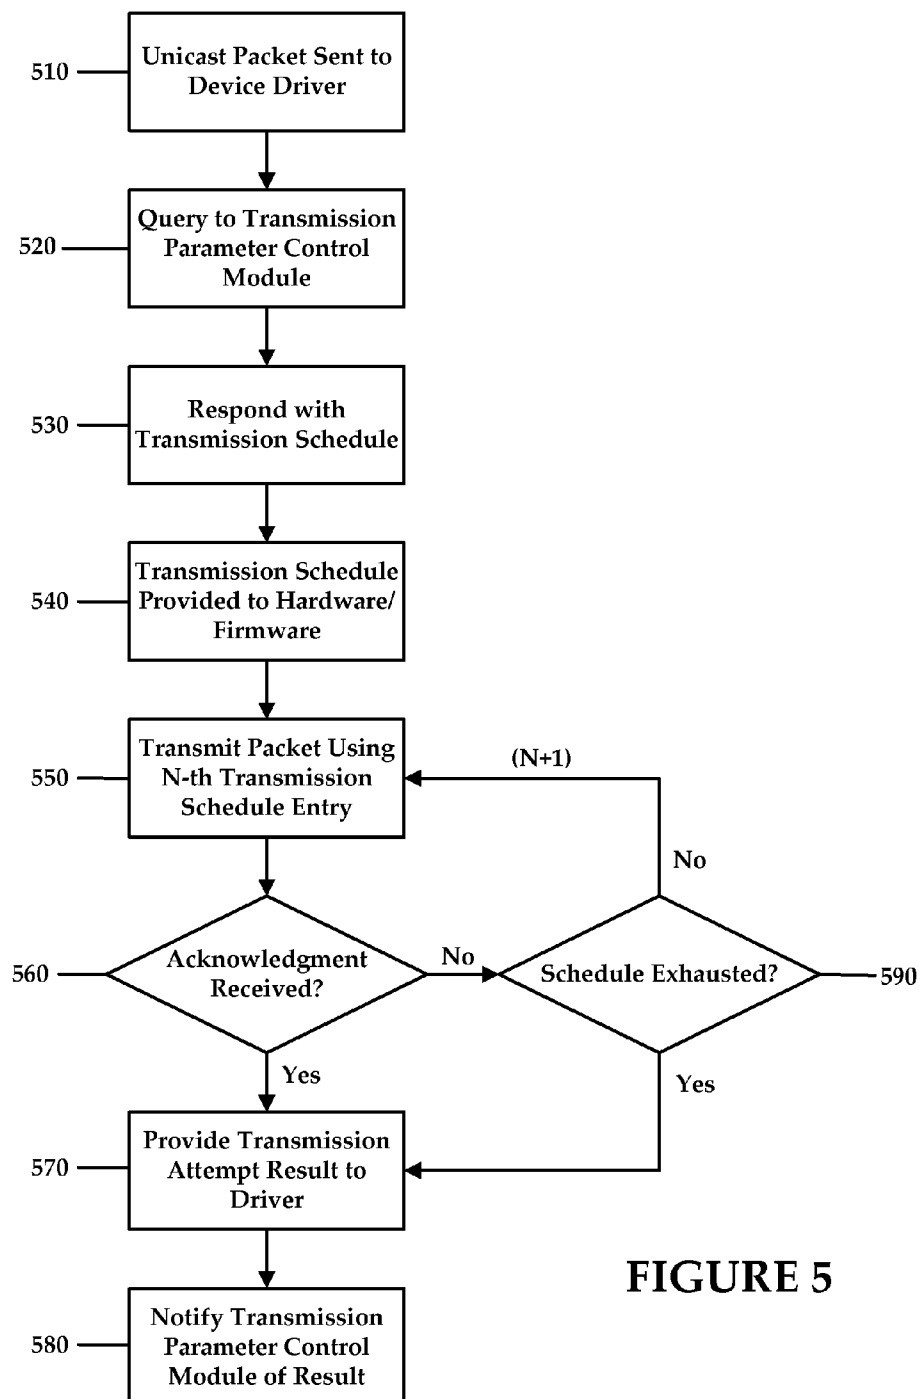 510
Unicast Packet Sent to
Device Driver
520
Query to Transmission
Parameter Control
Module
530
Respond with
Transmission Schedule
540
Transmission Schedule
Provided to Hardware/
Firmware
550
Transmit Packet Using
N-th Transmission
Schedule Entry
(N+1)
No
560
Acknowledgment
Received?
No
Schedule Exhausted?
590
Yes
Yes
570
Provide Transmission
Attempt Result to
Driver
580
Notify Transmission
Parameter Control
Module of Result
FIGURE 5